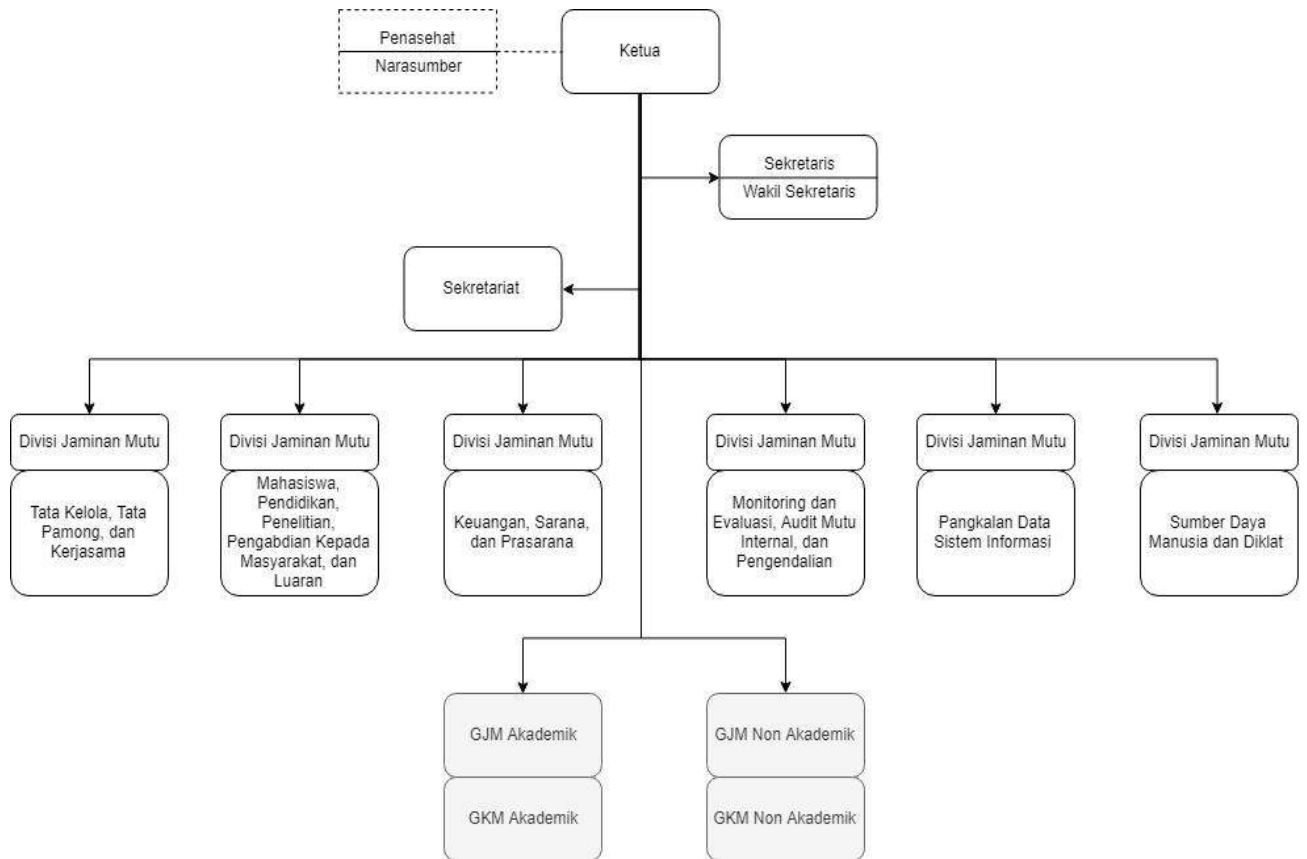 Penasehat
Narasumber
Ketua
Sekretaris
Wakil Sekretaris
Sekretariat
Divisi Jaminan Mutu
Tata Kelola, Tata
Pamong, dan
Kerjasama
Divisi Jaminan Mutu
Mahasiswa,
Pendidikan,
Penelitian,
Pengabdian Kepada
Masyarakat, dan
Luaran
Divisi Jaminan Mutu
Keuangan, Sarana,
dan Prasarana
Divisi Jaminan Mutu
Monitoring dan
Evaluasi, Audit Mutu
Internal, dan
Pengendalian
Divisi Jaminan Mutu
Pangkalan Data
Sistem Informasi
Divisi Jaminan Mutu
Sumber Daya
Manusia dan Diklat
GJM Akademik
GKM Akademik
GJM Non Akademik
GKM Non Akademik